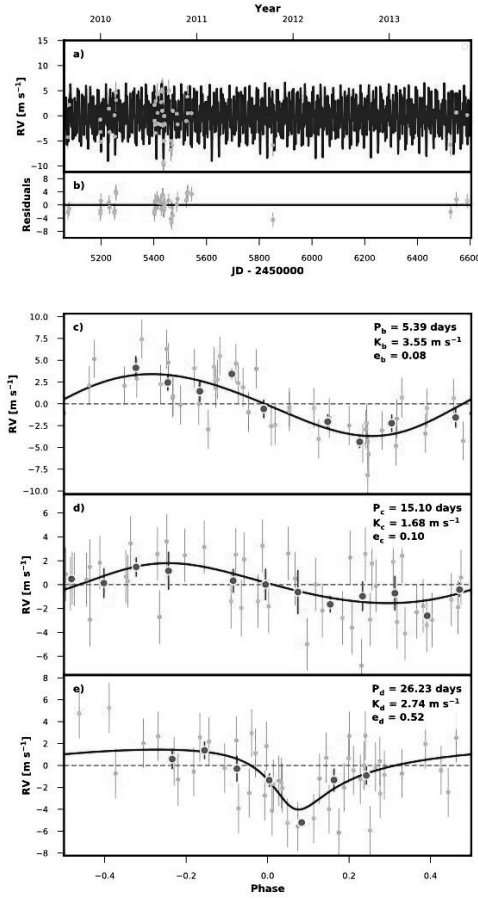 Year
2010 2011 2012 2013
15
a)
10
5
0
−5
−10
RV [m s⁻¹]
8
b)
4
0
−4
−8
Residuals
5200 5400 5600 5800 6000 6200 6400 6600
JD - 2450000
10.0
c)
P_b = 5.39 days
K_b = 3.55 m s⁻¹
e_b = 0.08
7.5
5.0
2.5
0.0
−2.5
−5.0
−7.5
−10.0
RV [m s⁻¹]
d)
P_c = 15.10 days
K_c = 1.68 m s⁻¹
e_c = 0.10
6
4
2
0
−2
−4
−6
RV [m s⁻¹]
8
e)
P_d = 26.23 days
K_d = 2.74 m s⁻¹
e_d = 0.52
6
4
2
0
−2
−4
−6
−8
RV [m s⁻¹]
−0.4 −0.2 0.0 0.2 0.4
Phase